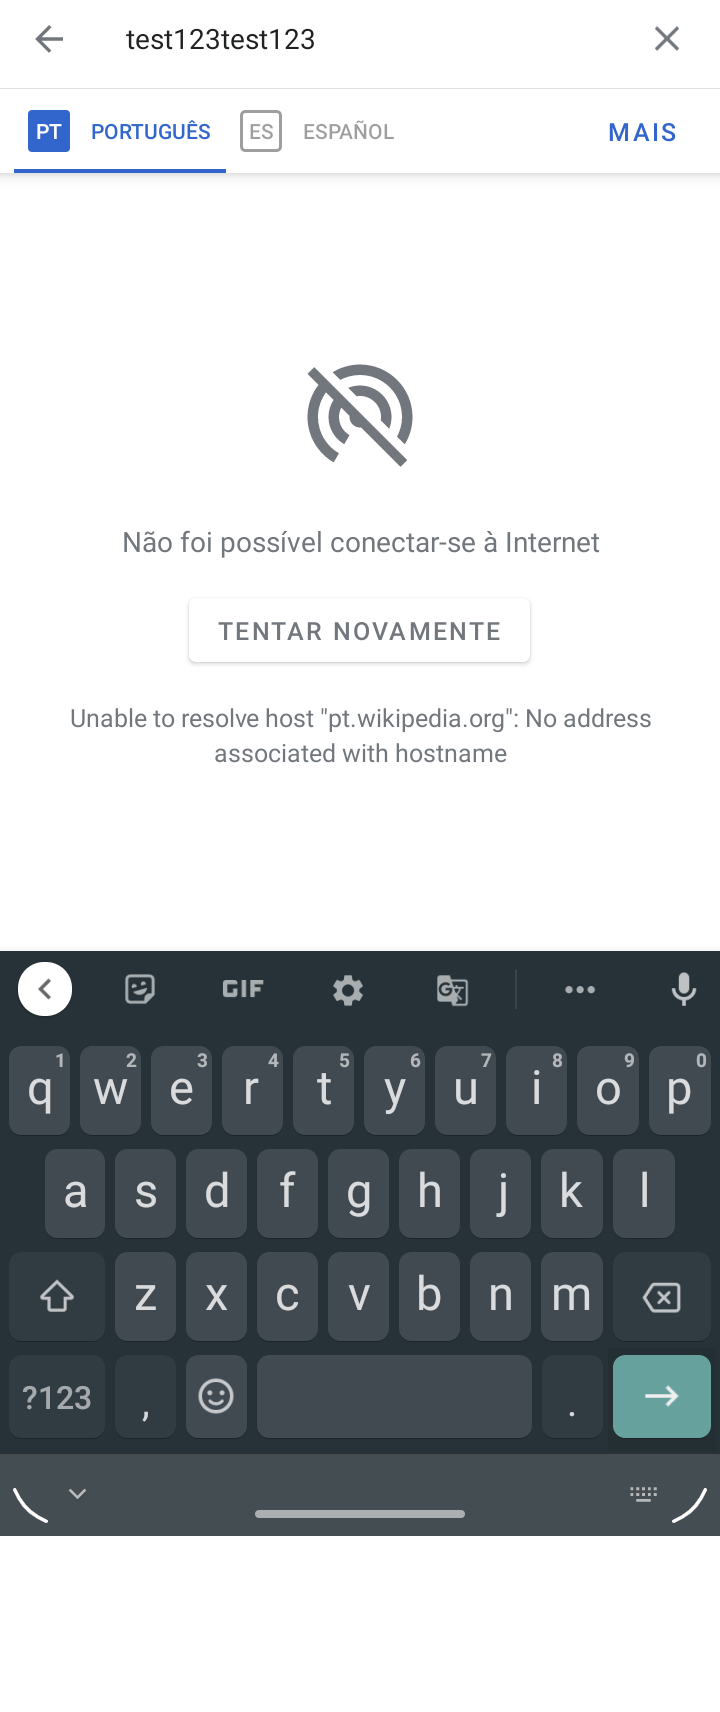 test123test123
PT PORTUGUÊS ES ESPAÑOL MAIS
Não foi possível conectar-se à Internet
TENTAR NOVAMENTE
Unable to resolve host "pt.wikipedia.org": No address
associated with hostname
GIF G
1 2 3 4 5 6 7 8 9 0
q w e r t y u i o p
a s d f g h j k l
z x c v b n m
?123 , .